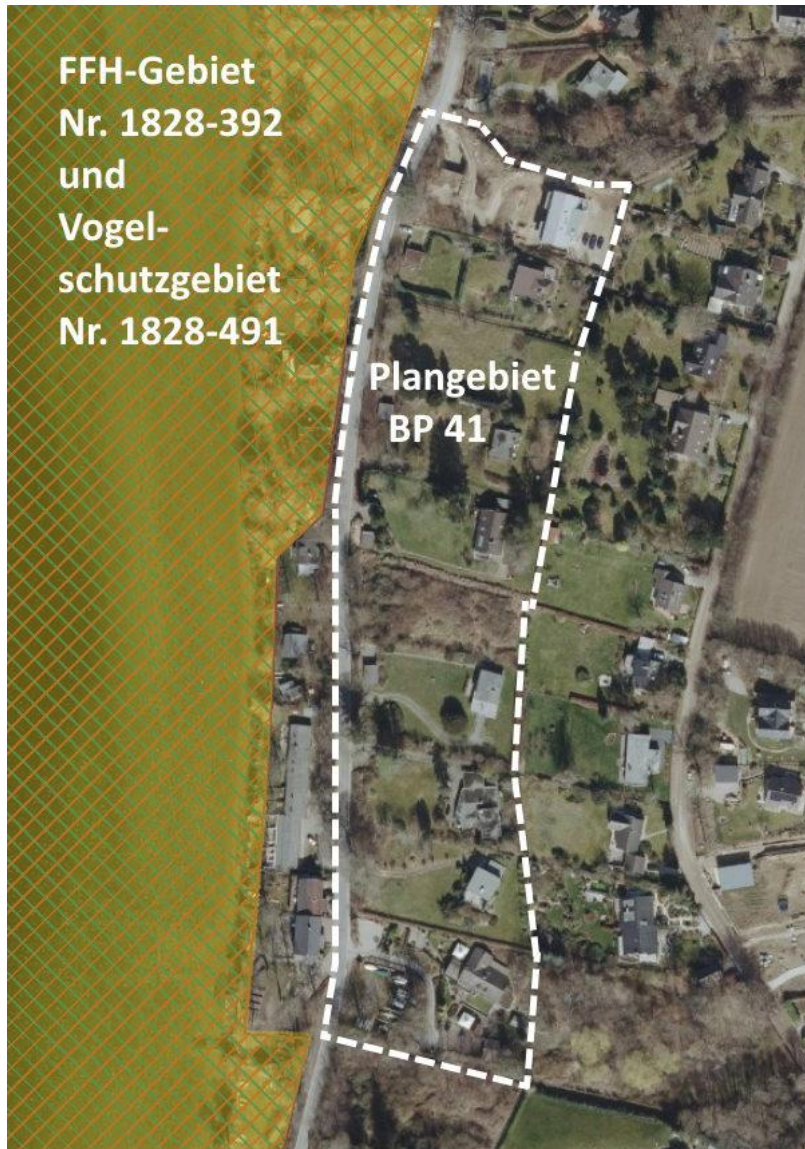 FFH-Gebiet
Nr. 1828-392
und
Vogel-
schutzgebiet
Nr. 1828-491
Plangebiet
BP 41